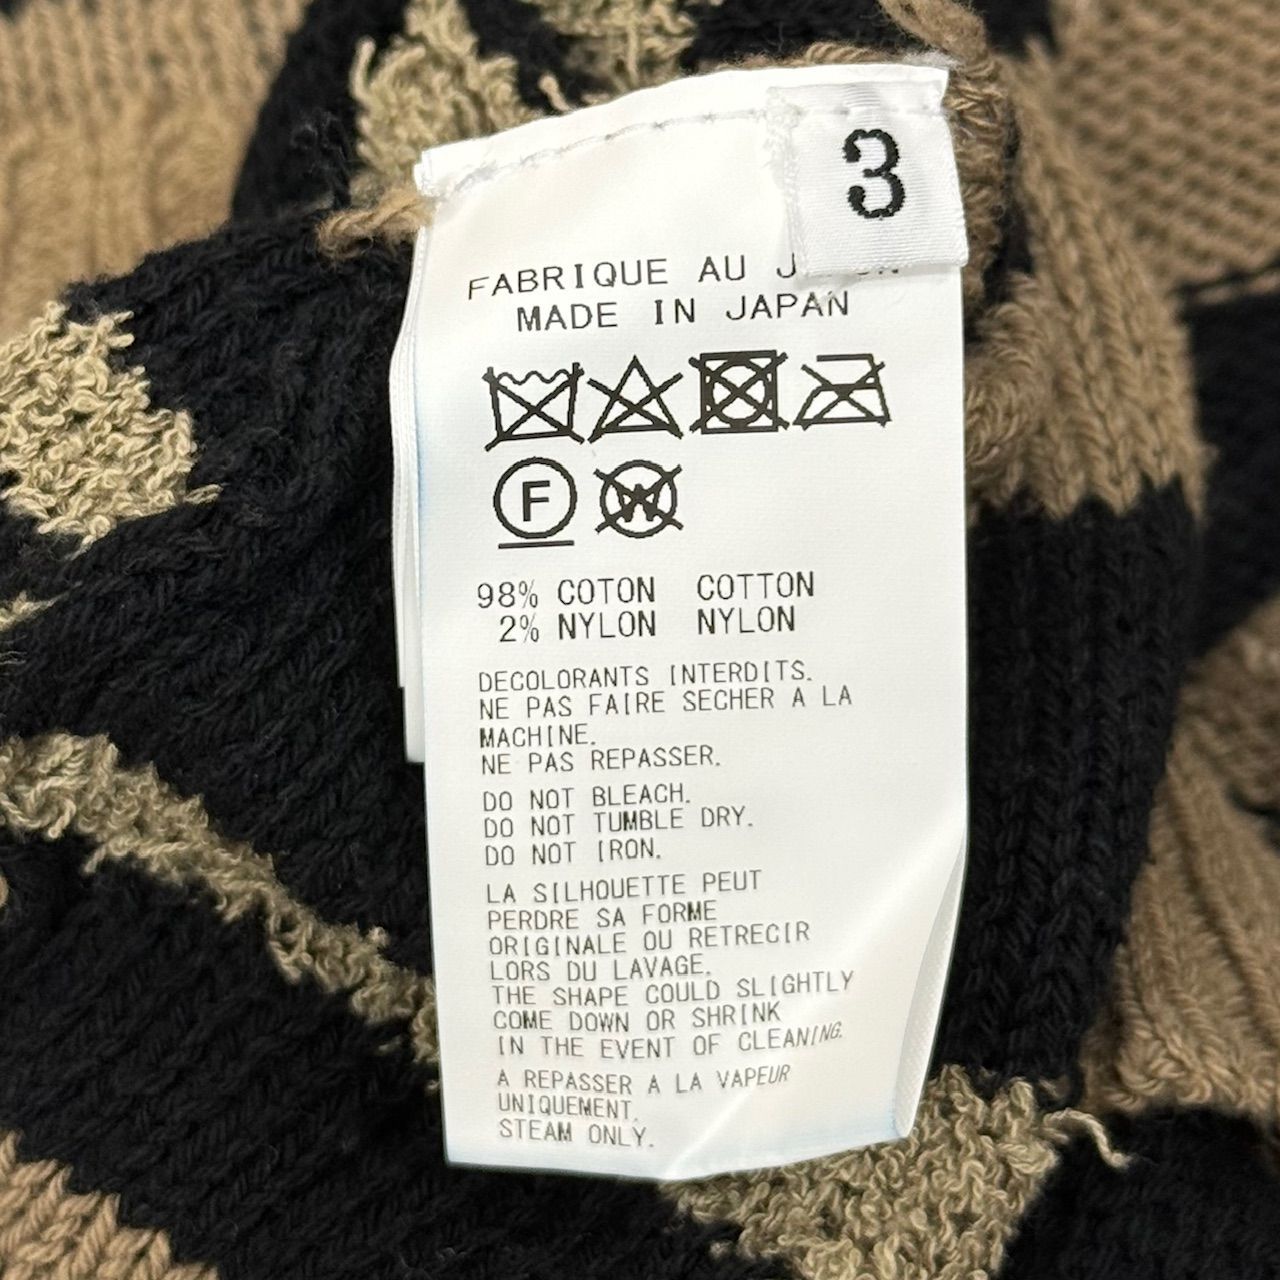 3
FABRIQUE AU
MADE IN JAPAN
F
W
98% COTON COTTON
2% NYLON NYLON
DECOLORANTS INTERDITS.
NE PAS FAIRE SECHER A LA
MACHINE.
NE PAS REPASSER.
DO NOT BLEACH.
DO NOT TUMBLE DRY.
DO NOT IRON.
LA SILHOUETTE PEUT
PERDRE SA FORME
ORIGINALE OU RETRECIR
LORS DU LAVAGE.
THE SHAPE COULD SLIGHTLY
COME DOWN OR SHRINK
IN THE EVENT OF CLEANING.
A REPASSER A LA VAPEUR
UNIQUEMENT.
STEAM ONLY.